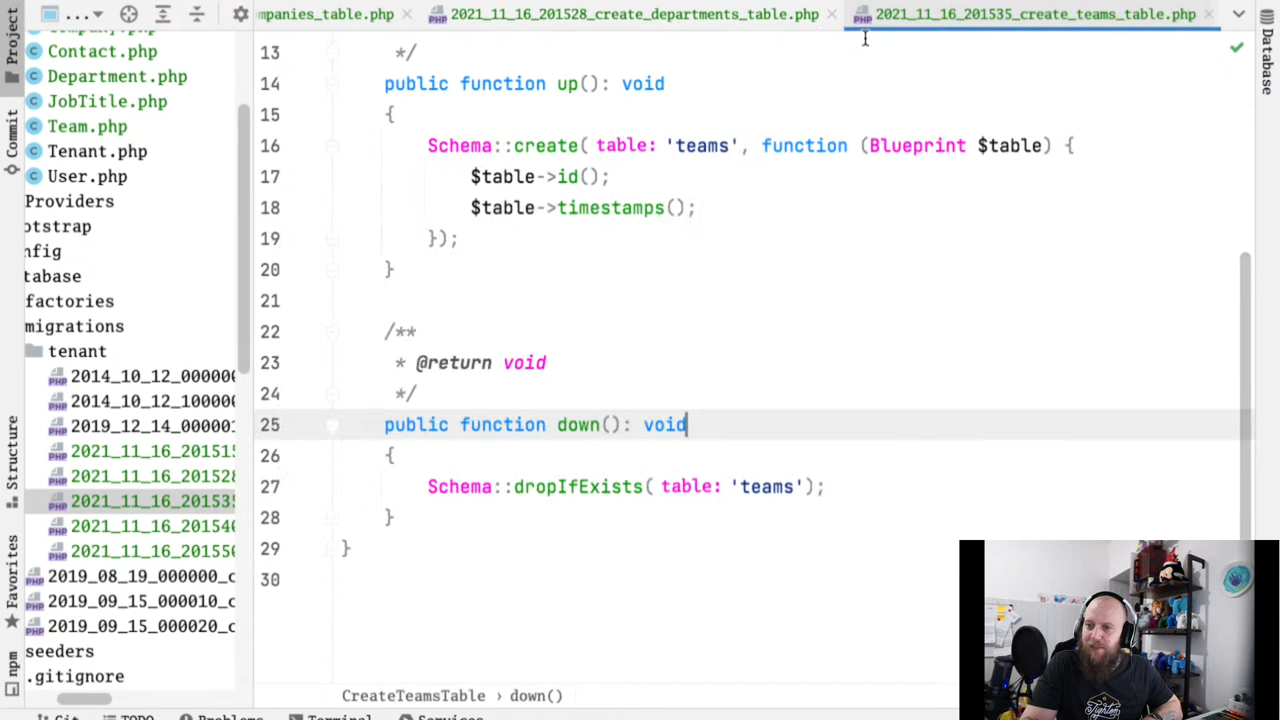 Project
...
ompanies_table.php
2021_11_16_201528_create_departments_table.php
2021_11_16_201535_create_teams_table.php
Database
Commit
Structure
Favorites
npm
Contact.php
Department.php
JobTitle.php
Team.php
Tenant.php
User.php
Providers
otstrap
nfig
tabase
factories
migrations
tenant
2014_10_12_000000
2014_10_12_100000
2019_12_14_000001
2021_11_16_201515
2021_11_16_201528
2021_11_16_201535
2021_11_16_201540
2021_11_16_201550
2019_08_19_000000_c
2019_09_15_000010_c
2019_09_15_000020_c
seeders
.gitignore
13 */
14 public function up(): void
15 {
16 Schema::create( table: 'teams', function (Blueprint $table) {
17 $table->id();
18 $table->timestamps();
19 });
20 }
21
22 /**
23 * @return void
24 */
25 public function down(): void
26 {
27 Schema::dropIfExists( table: 'teams');
28 }
29 }
30
CreateTeamsTable › down()
Git TODO Problems Terminal Services
Tighten